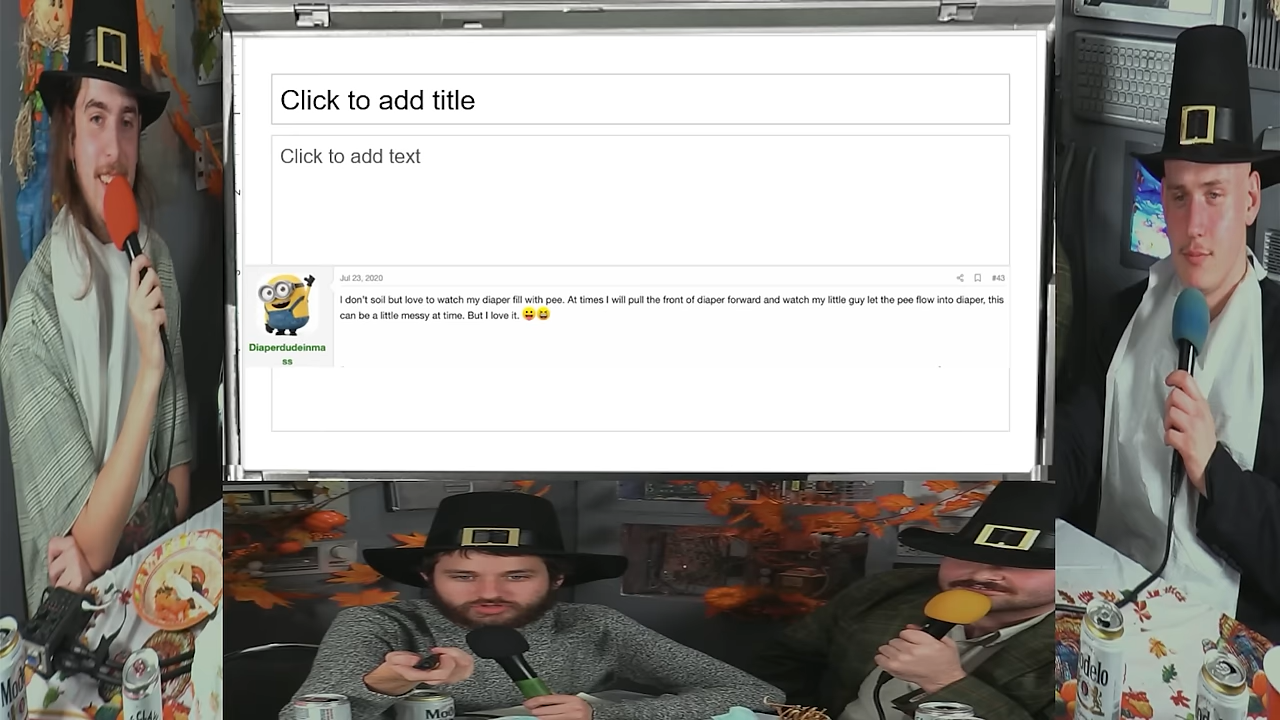 Click to add title
Click to add text
Jul 23, 2020
#43
I don't soil but love to watch my diaper fill with pee. At times I will pull the front of diaper forward and watch my little guy let the pee flow into diaper, this
can be a little messy at time. But I love it. 😛😆
Diaperdudeinma
ss
Modelo